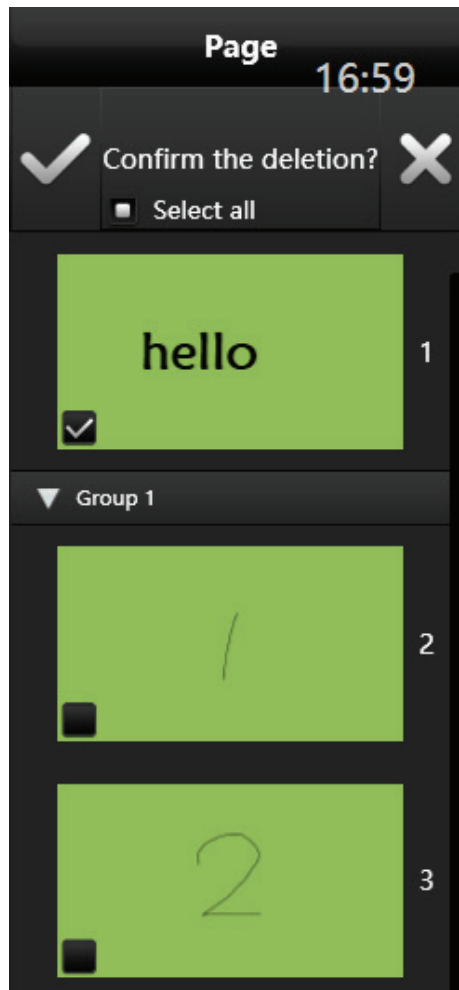 Page
16:59
Confirm the deletion?
Select all
hello
1
Group 1
1
2
2
3